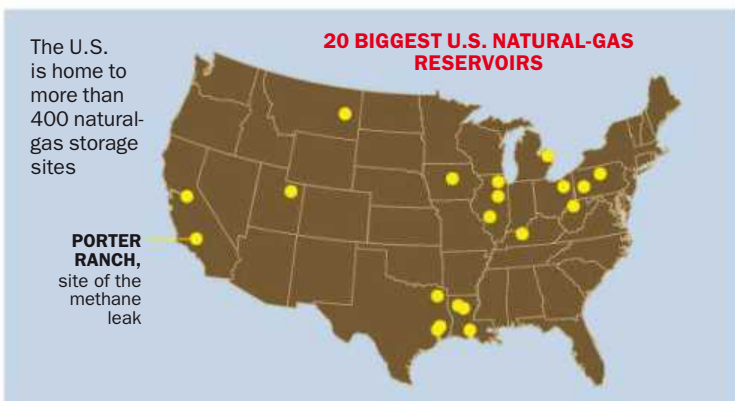 The U.S.
is home to
more than
400 natural-
gas storage
sites
20 BIGGEST U.S. NATURAL-GAS
RESERVOIRS
PORTER
RANCH,
site of the
methane
leak